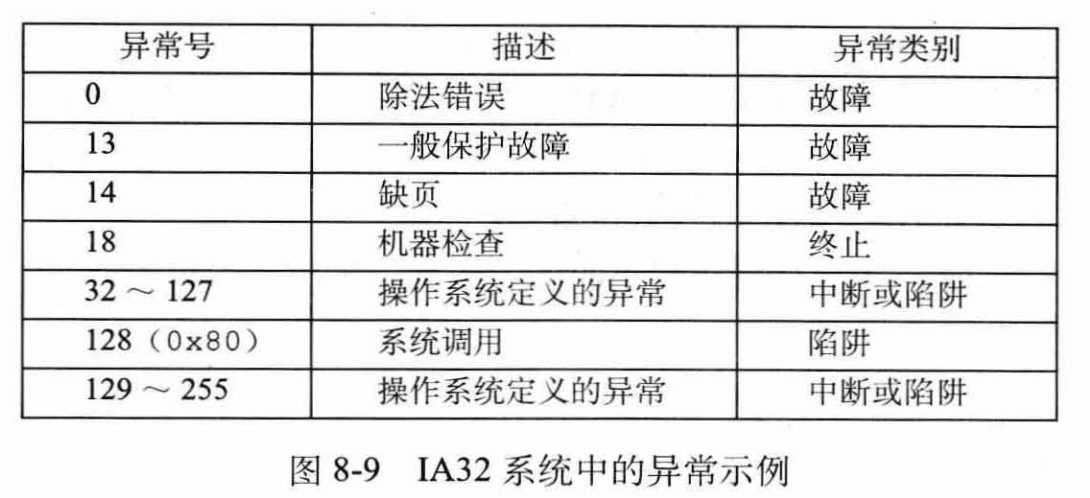 异常号 描述 异常类别
0 除法错误 故障
13 一般保护故障 故障
14 缺页 故障
18 机器检查 终止
32 ～ 127 操作系统定义的异常 中断或陷阱
128（0x80） 系统调用 陷阱
129 ～ 255 操作系统定义的异常 中断或陷阱
图 8-9 IA32 系统中的异常示例